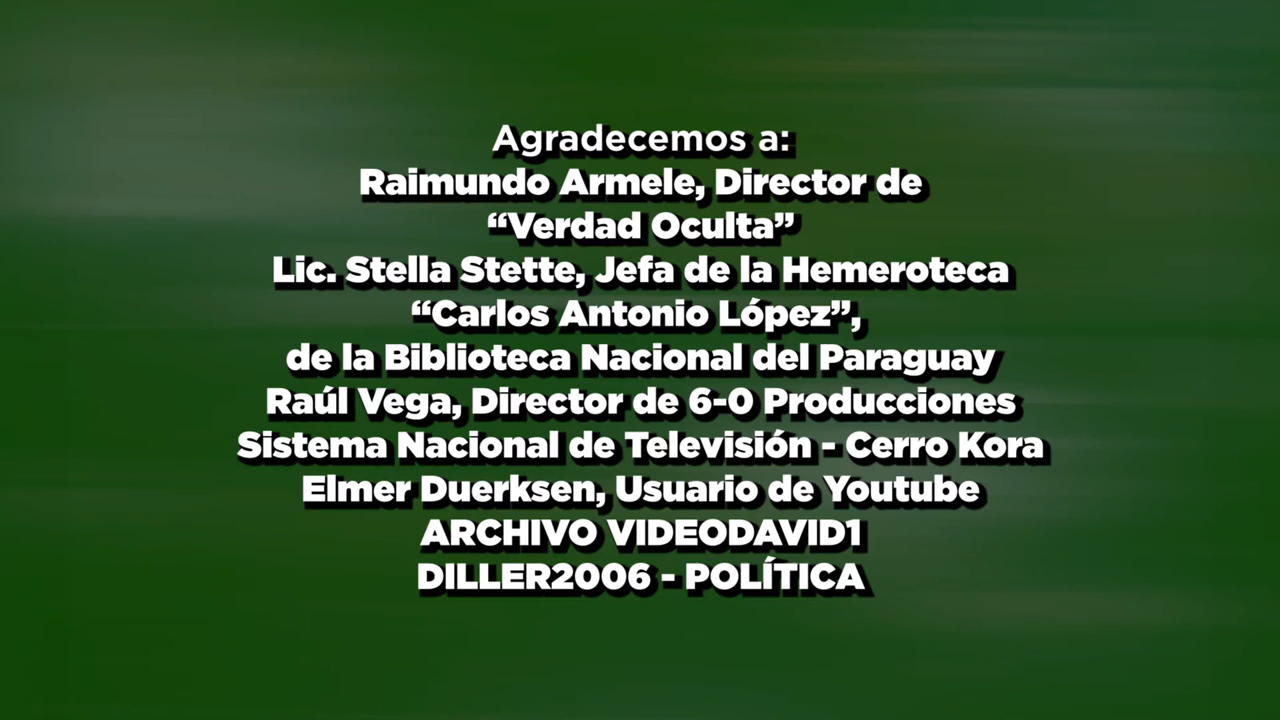 Agradecemos a:
Raimundo Armele, Director de
“Verdad Oculta”
Lic. Stella Stette, Jefa de la Hemeroteca
“Carlos Antonio López”,
de la Biblioteca Nacional del Paraguay
Raúl Vega, Director de 6-0 Producciones
Sistema Nacional de Televisión - Cerro Kora
Elmer Duerksen, Usuario de Youtube
ARCHIVO VIDEODAVID1
DILLER2006 - POLÍTICA